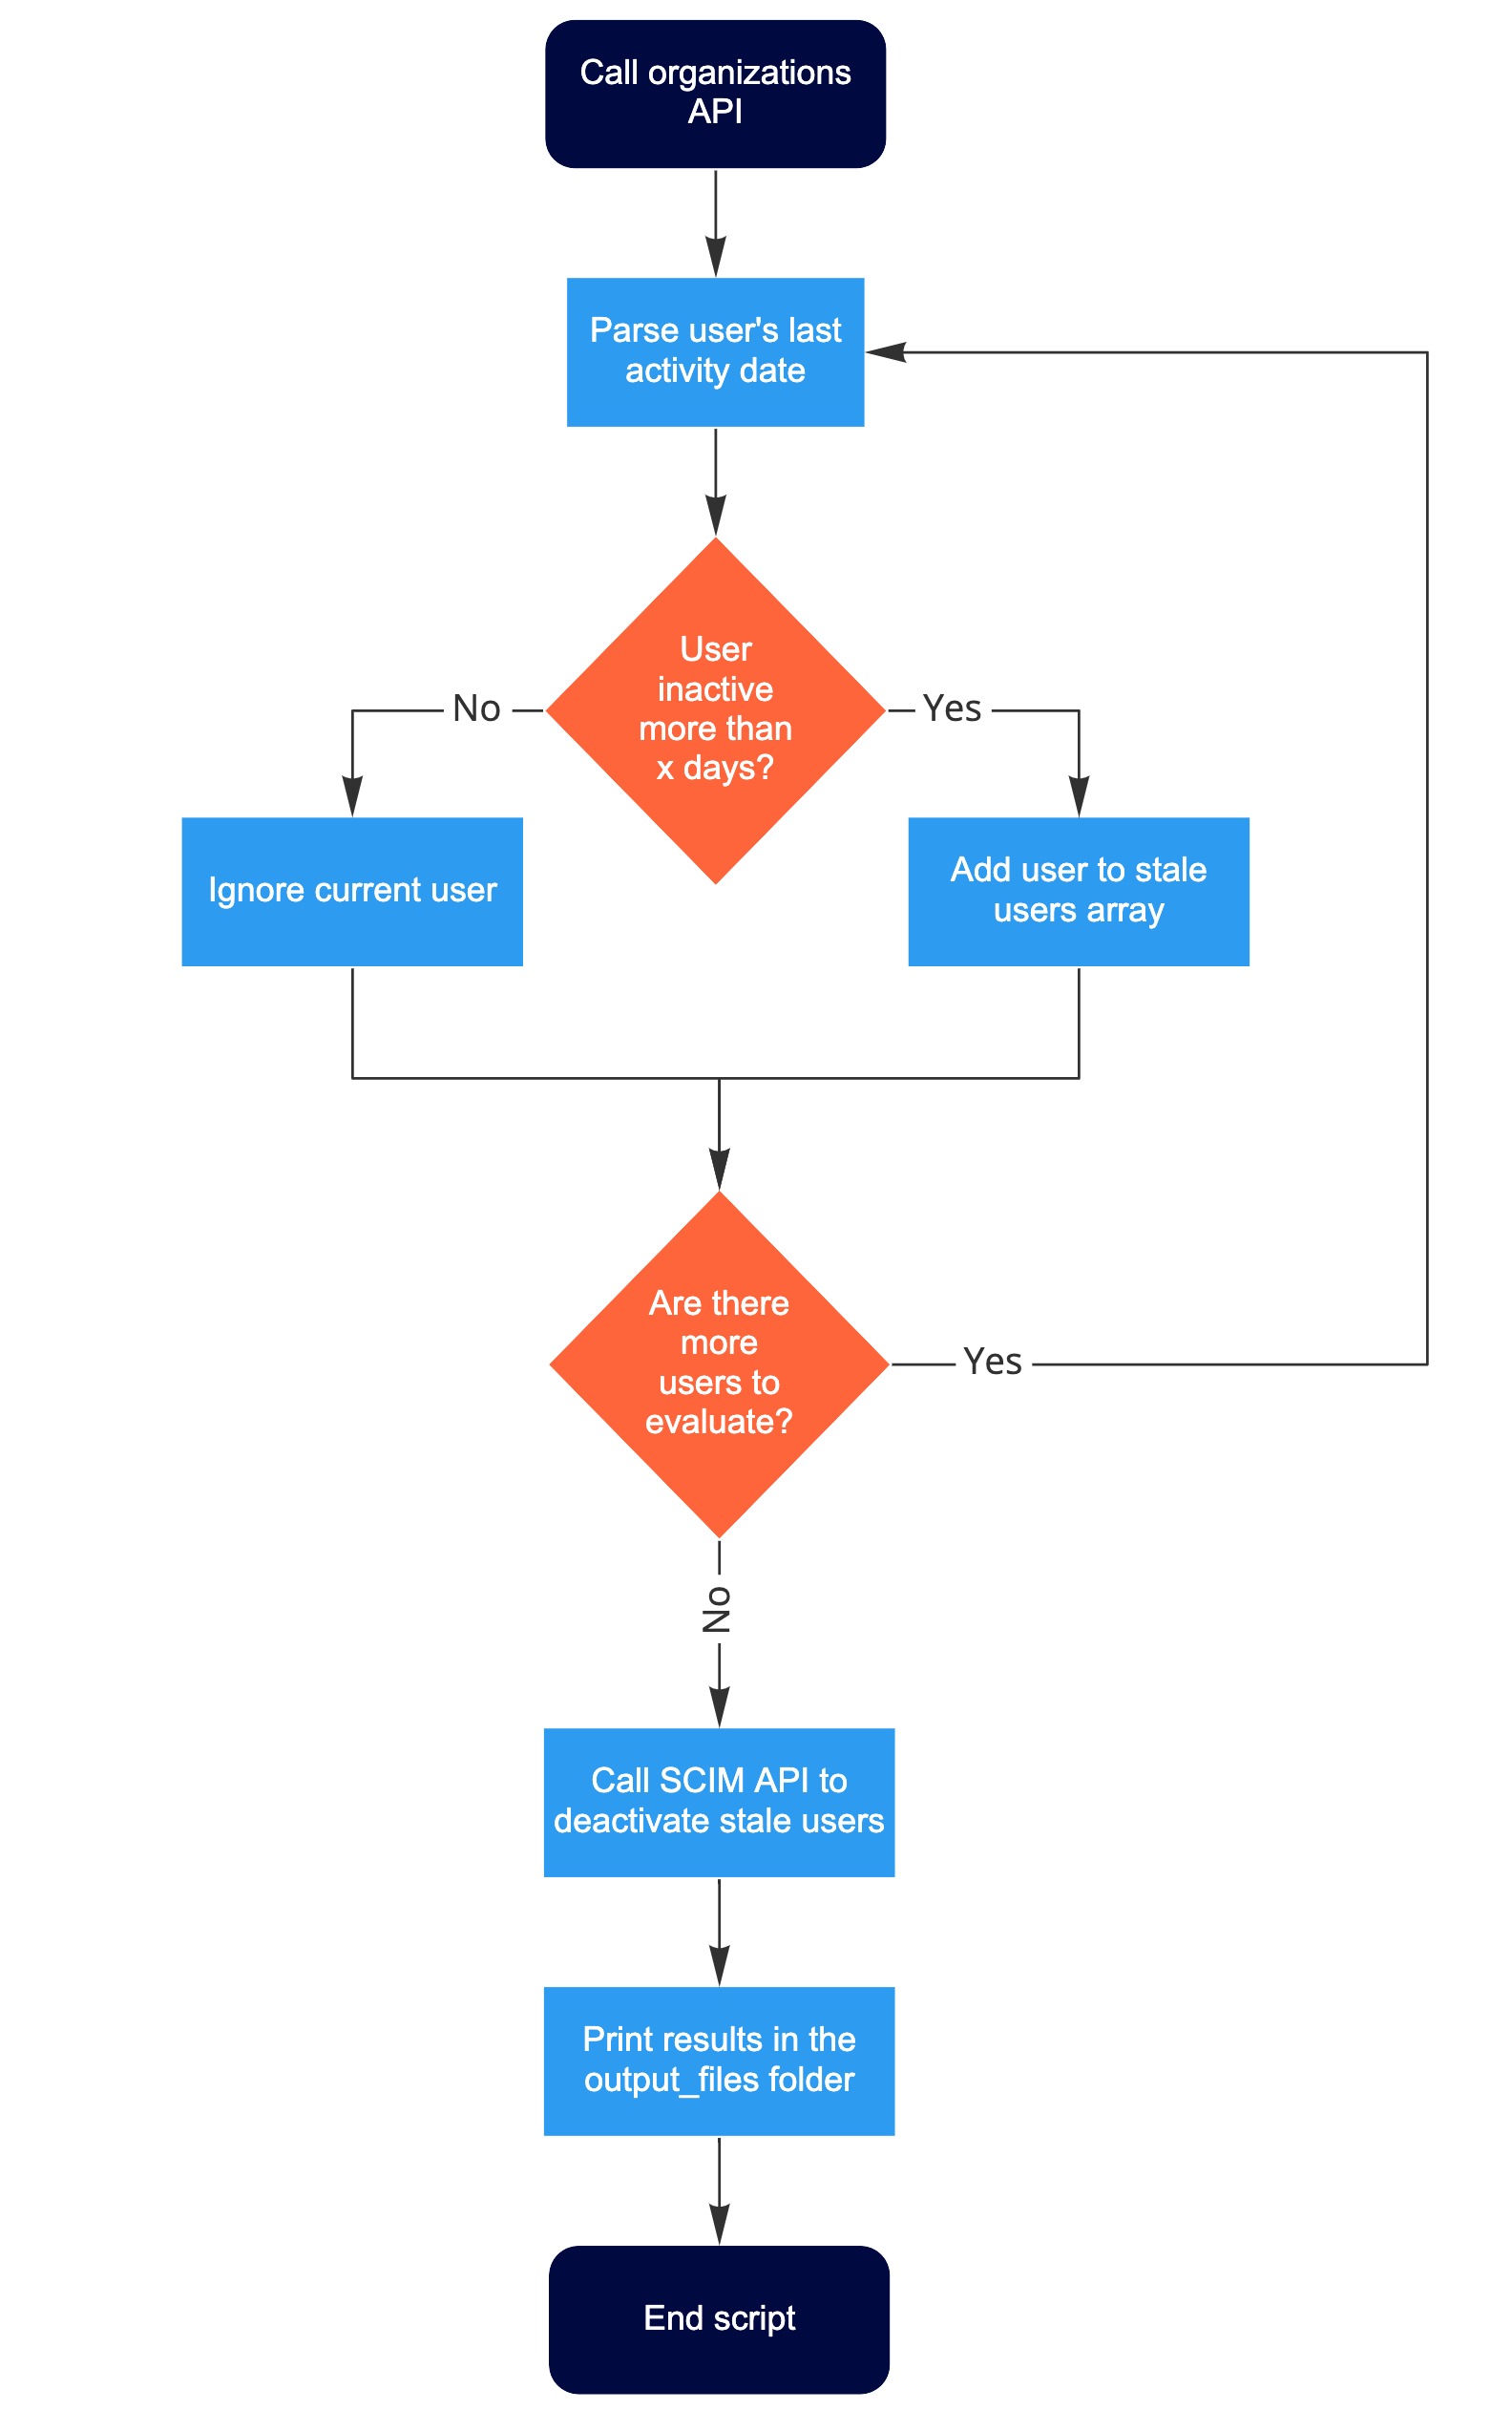 Call organizations
API
Parse user's last
activity date
User
inactive
more than
x days?
No
Yes
Ignore current user
Add user to stale
users array
Are there
more
users to
evaluate?
Yes
No
Call SCIM API to
deactivate stale users
Print results in the
output_files folder
End script